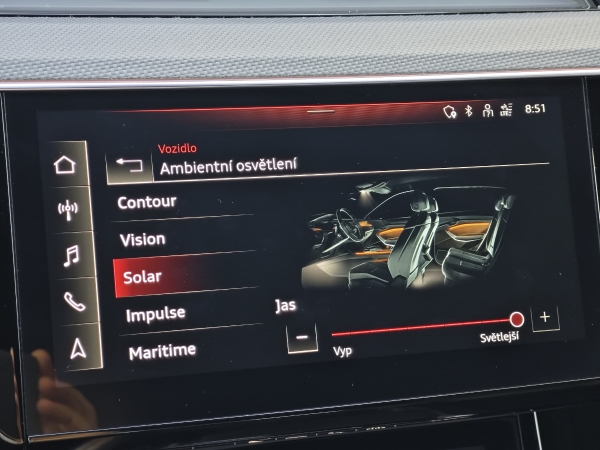 8:51
Vozidlo
Ambientní osvětlení
Contour
Vision
Solar
Impulse
Maritime
Jas
Vyp
Světlejší